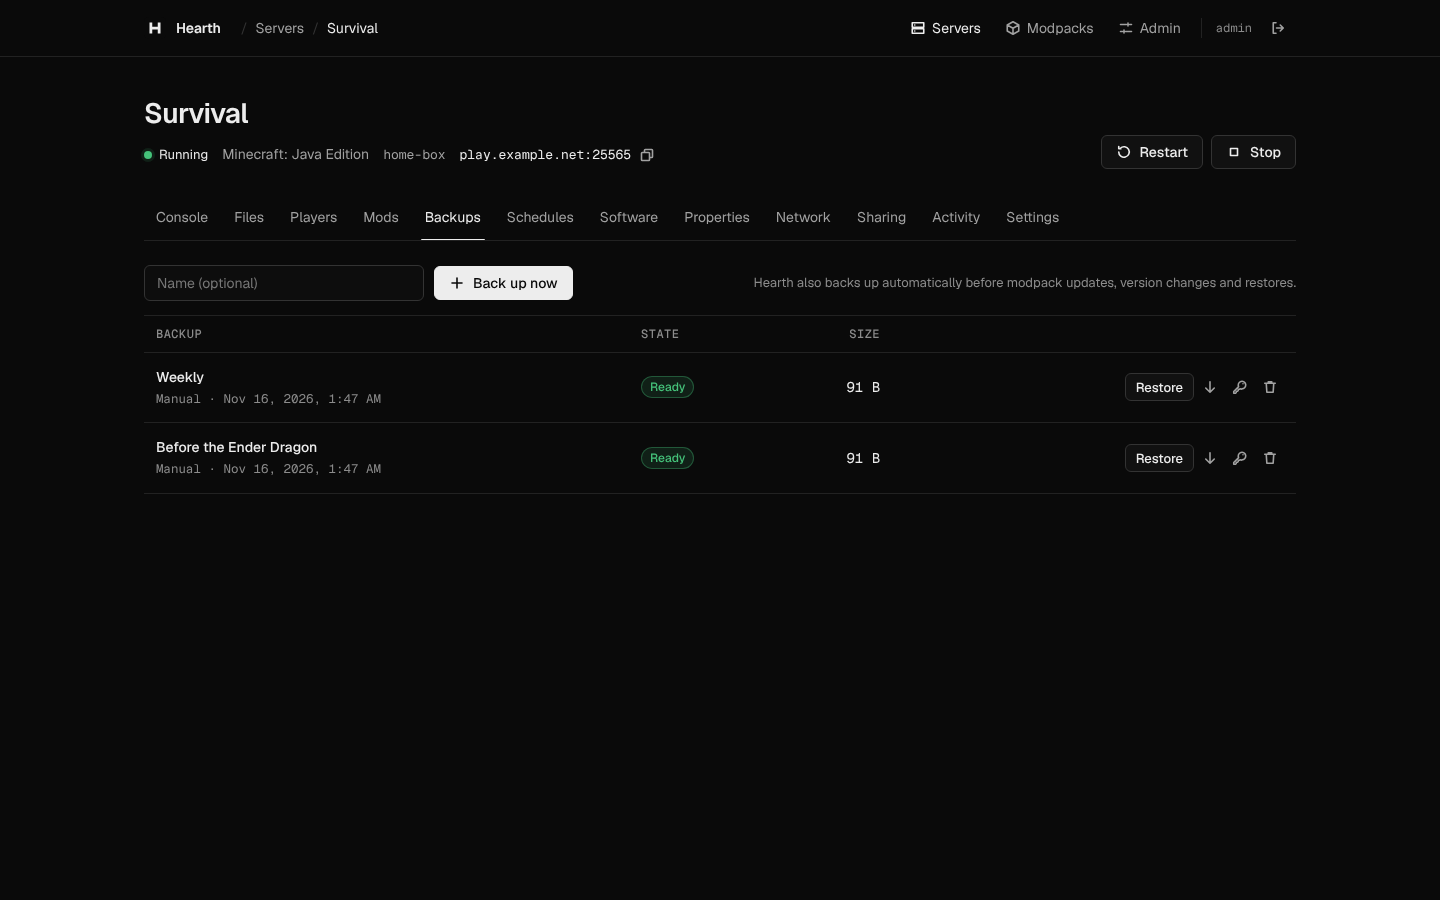 H Hearth / Servers / Survival Servers Modpacks Admin admin
Survival
Running Minecraft: Java Edition home-box play.example.net:25565 Restart Stop
Console Files Players Mods Backups Schedules Software Properties Network Sharing Activity Settings
Name (optional) Back up now Hearth also backs up automatically before modpack updates, version changes and restores.
BACKUP STATE SIZE
Weekly
Manual · Nov 16, 2026, 1:47 AM Ready 91 B Restore
Before the Ender Dragon
Manual · Nov 16, 2026, 1:47 AM Ready 91 B Restore